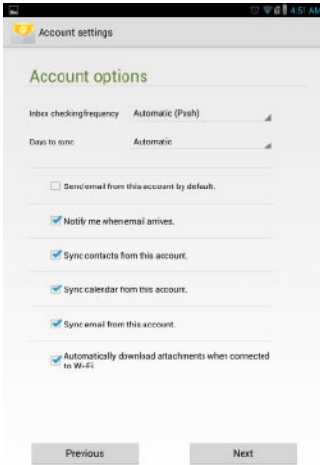 4:51 AM
Account settings
Account options
Inbox checking frequency Automatic (Push)
Days to sync Automatic
Send email from this account by default.
Notify me when email arrives.
Sync contacts from this account.
Sync calendar from this account.
Sync email from this account.
Automatically download attachments when connected
to Wi-Fi
Previous Next